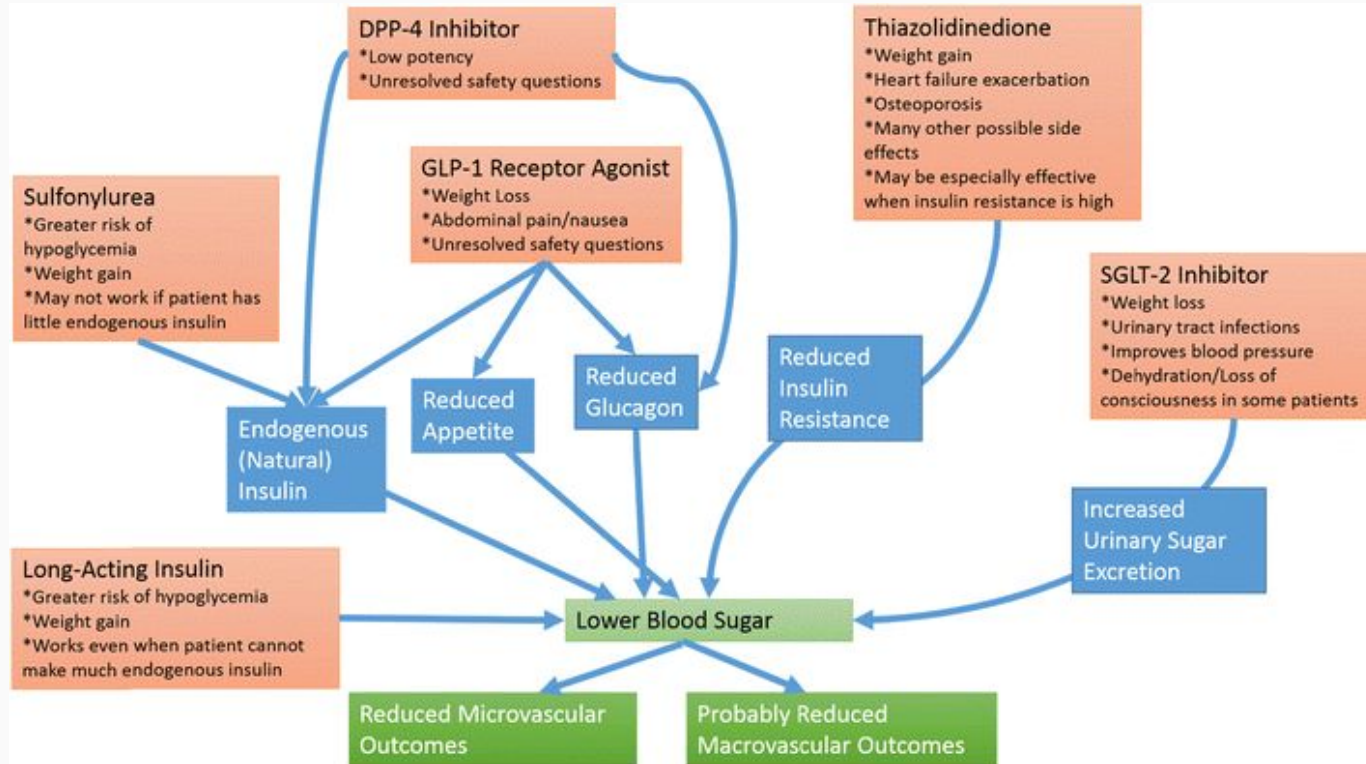 DPP-4 Inhibitor
*Low potency
*Unresolved safety questions
Thiazolidinedione
*Weight gain
*Heart failure exacerbation
*Osteoporosis
*Many other possible side
effects
*May be especially effective
when insulin resistance is high
GLP-1 Receptor Agonist
*Weight Loss
*Abdominal pain/nausea
*Unresolved safety questions
Sulfonylurea
*Greater risk of
hypoglycemia
*Weight gain
*May not work if patient has
little endogenous insulin
SGLT-2 Inhibitor
*Weight loss
*Urinary tract infections
*Improves blood pressure
*Dehydration/Loss of
consciousness in some patients
Endogenous
(Natural)
Insulin
Reduced
Appetite
Reduced
Glucagon
Reduced
Insulin
Resistance
Increased
Urinary Sugar
Excretion
Long-Acting Insulin
*Greater risk of hypoglycemia
*Weight gain
*Works even when patient cannot
make much endogenous insulin
Lower Blood Sugar
Reduced Microvascular
Outcomes
Probably Reduced
Macrovascular Outcomes